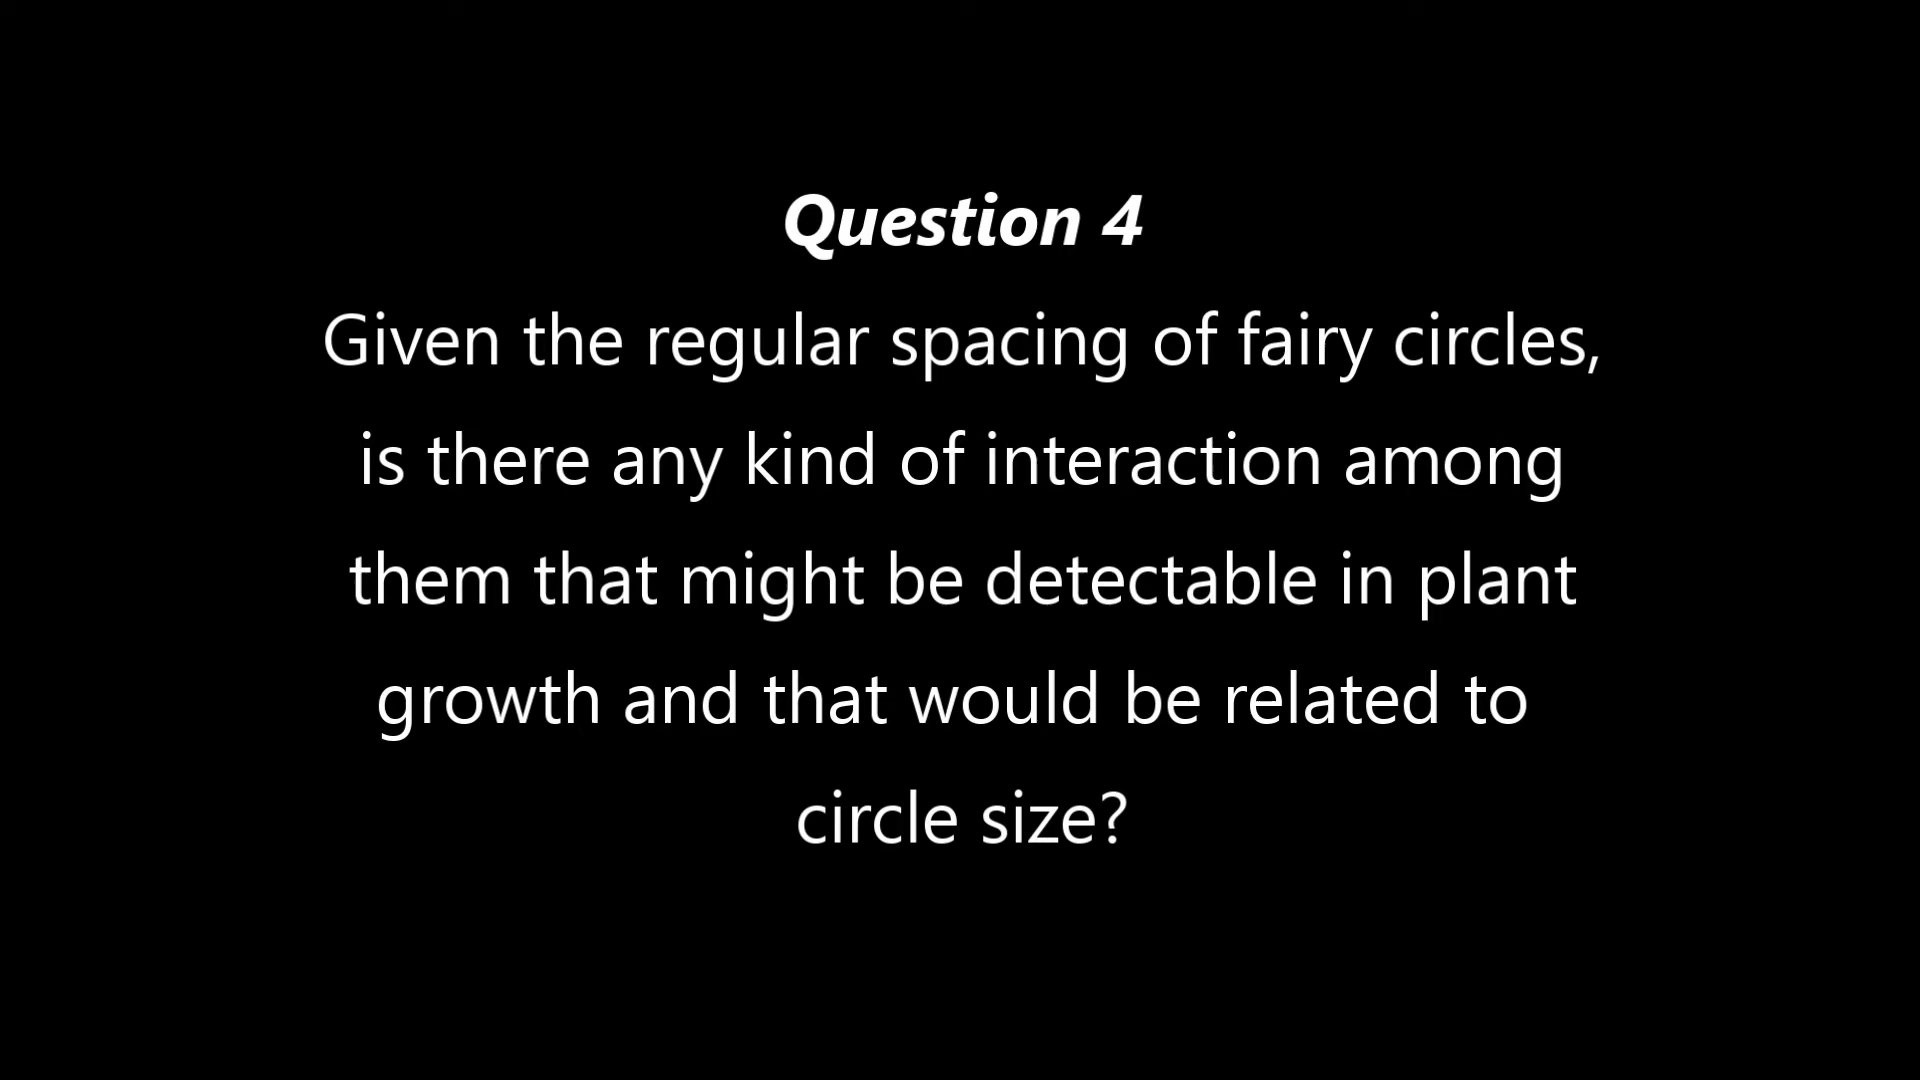 Question 4
Given the regular spacing of fairy circles,
is there any kind of interaction among
them that might be detectable in plant
growth and that would be related to
circle size?